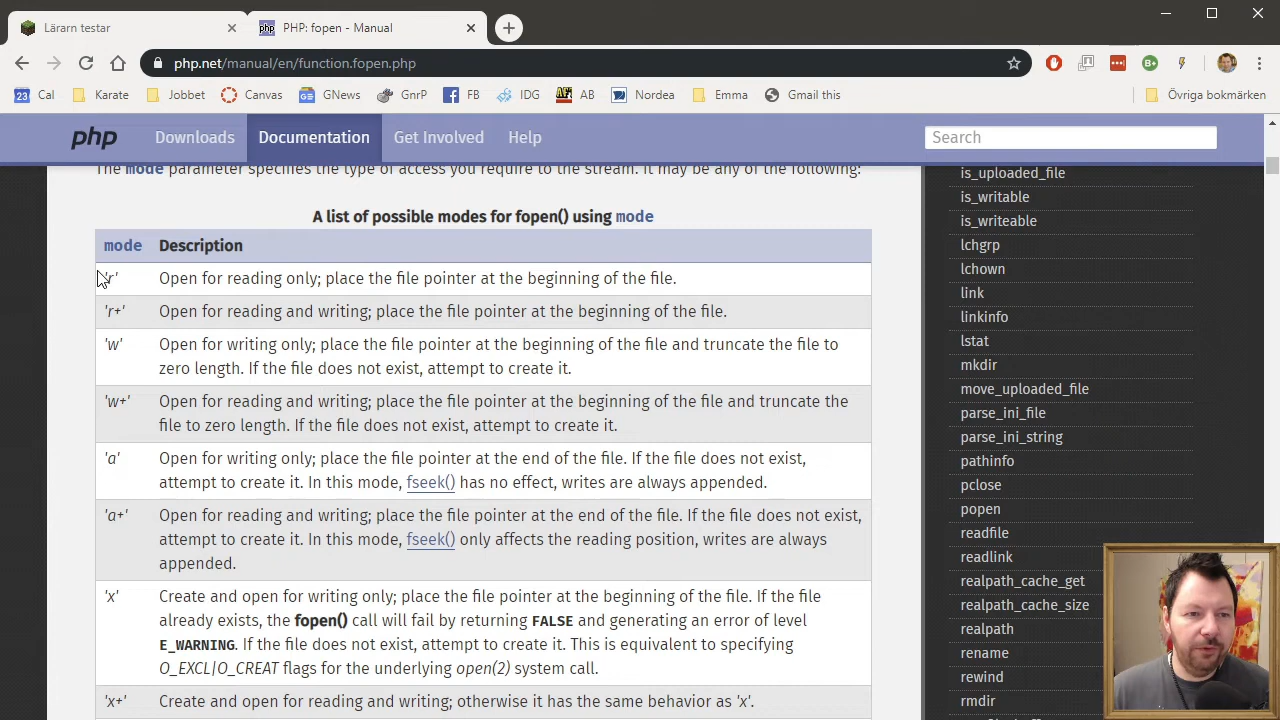 Lärarn testar
php PHP: fopen - Manual
php.net/manual/en/function.fopen.php
23 Cal Karate Jobbet Canvas GNews GnrP FB IDG AB Nordea Emma Gmail this Övriga bokmärken
php Downloads Documentation Get Involved Help Search
The mode parameter specifies the type of access you require to the stream. It may be any of the following:
A list of possible modes for fopen() using mode
mode Description
'r' Open for reading only; place the file pointer at the beginning of the file.
'r+' Open for reading and writing; place the file pointer at the beginning of the file.
'w' Open for writing only; place the file pointer at the beginning of the file and truncate the file to
zero length. If the file does not exist, attempt to create it.
'w+' Open for reading and writing; place the file pointer at the beginning of the file and truncate the
file to zero length. If the file does not exist, attempt to create it.
'a' Open for writing only; place the file pointer at the end of the file. If the file does not exist,
attempt to create it. In this mode, fseek() has no effect, writes are always appended.
'a+' Open for reading and writing; place the file pointer at the end of the file. If the file does not exist,
attempt to create it. In this mode, fseek() only affects the reading position, writes are always
appended.
'x' Create and open for writing only; place the file pointer at the beginning of the file. If the file
already exists, the fopen() call will fail by returning FALSE and generating an error of level
E_WARNING. If the file does not exist, attempt to create it. This is equivalent to specifying
O_EXCL|O_CREAT flags for the underlying open(2) system call.
'x+' Create and open for reading and writing; otherwise it has the same behavior as 'x'.
is_uploaded_file
is_writable
is_writeable
lchgrp
lchown
link
linkinfo
lstat
mkdir
move_uploaded_file
parse_ini_file
parse_ini_string
pathinfo
pclose
popen
readfile
readlink
realpath_cache_get
realpath_cache_size
realpath
rename
rewind
rmdir